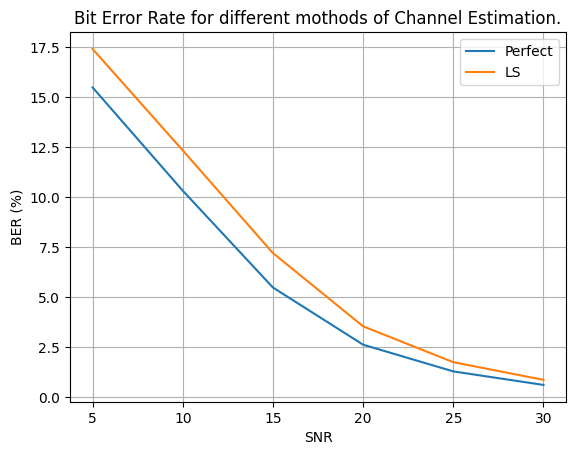 Bit Error Rate for different mothods of Channel Estimation.
17.5
15.0
12.5
10.0
7.5
5.0
2.5
0.0
BER (%)
Perfect
LS
5 10 15 20 25 30
SNR